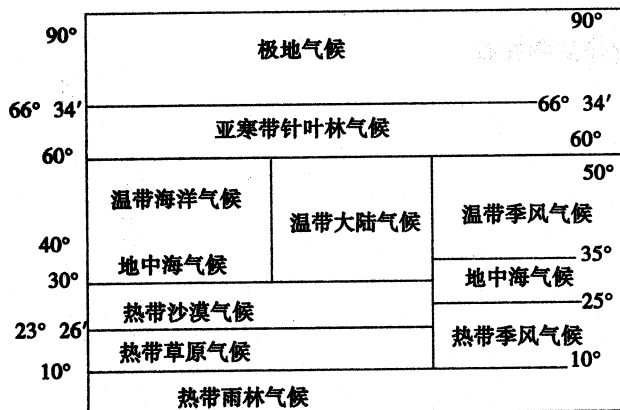 90° 90°
极地气候
66° 34′ 66° 34′
亚寒带针叶林气候
60° 60°
50°
温带海洋气候 温带大陆气候 温带季风气候
40° 35°
地中海气候 地中海气候
30° 25°
热带沙漠气候
23° 26′ 热带季风气候
热带草原气候
10° 10°
热带雨林气候